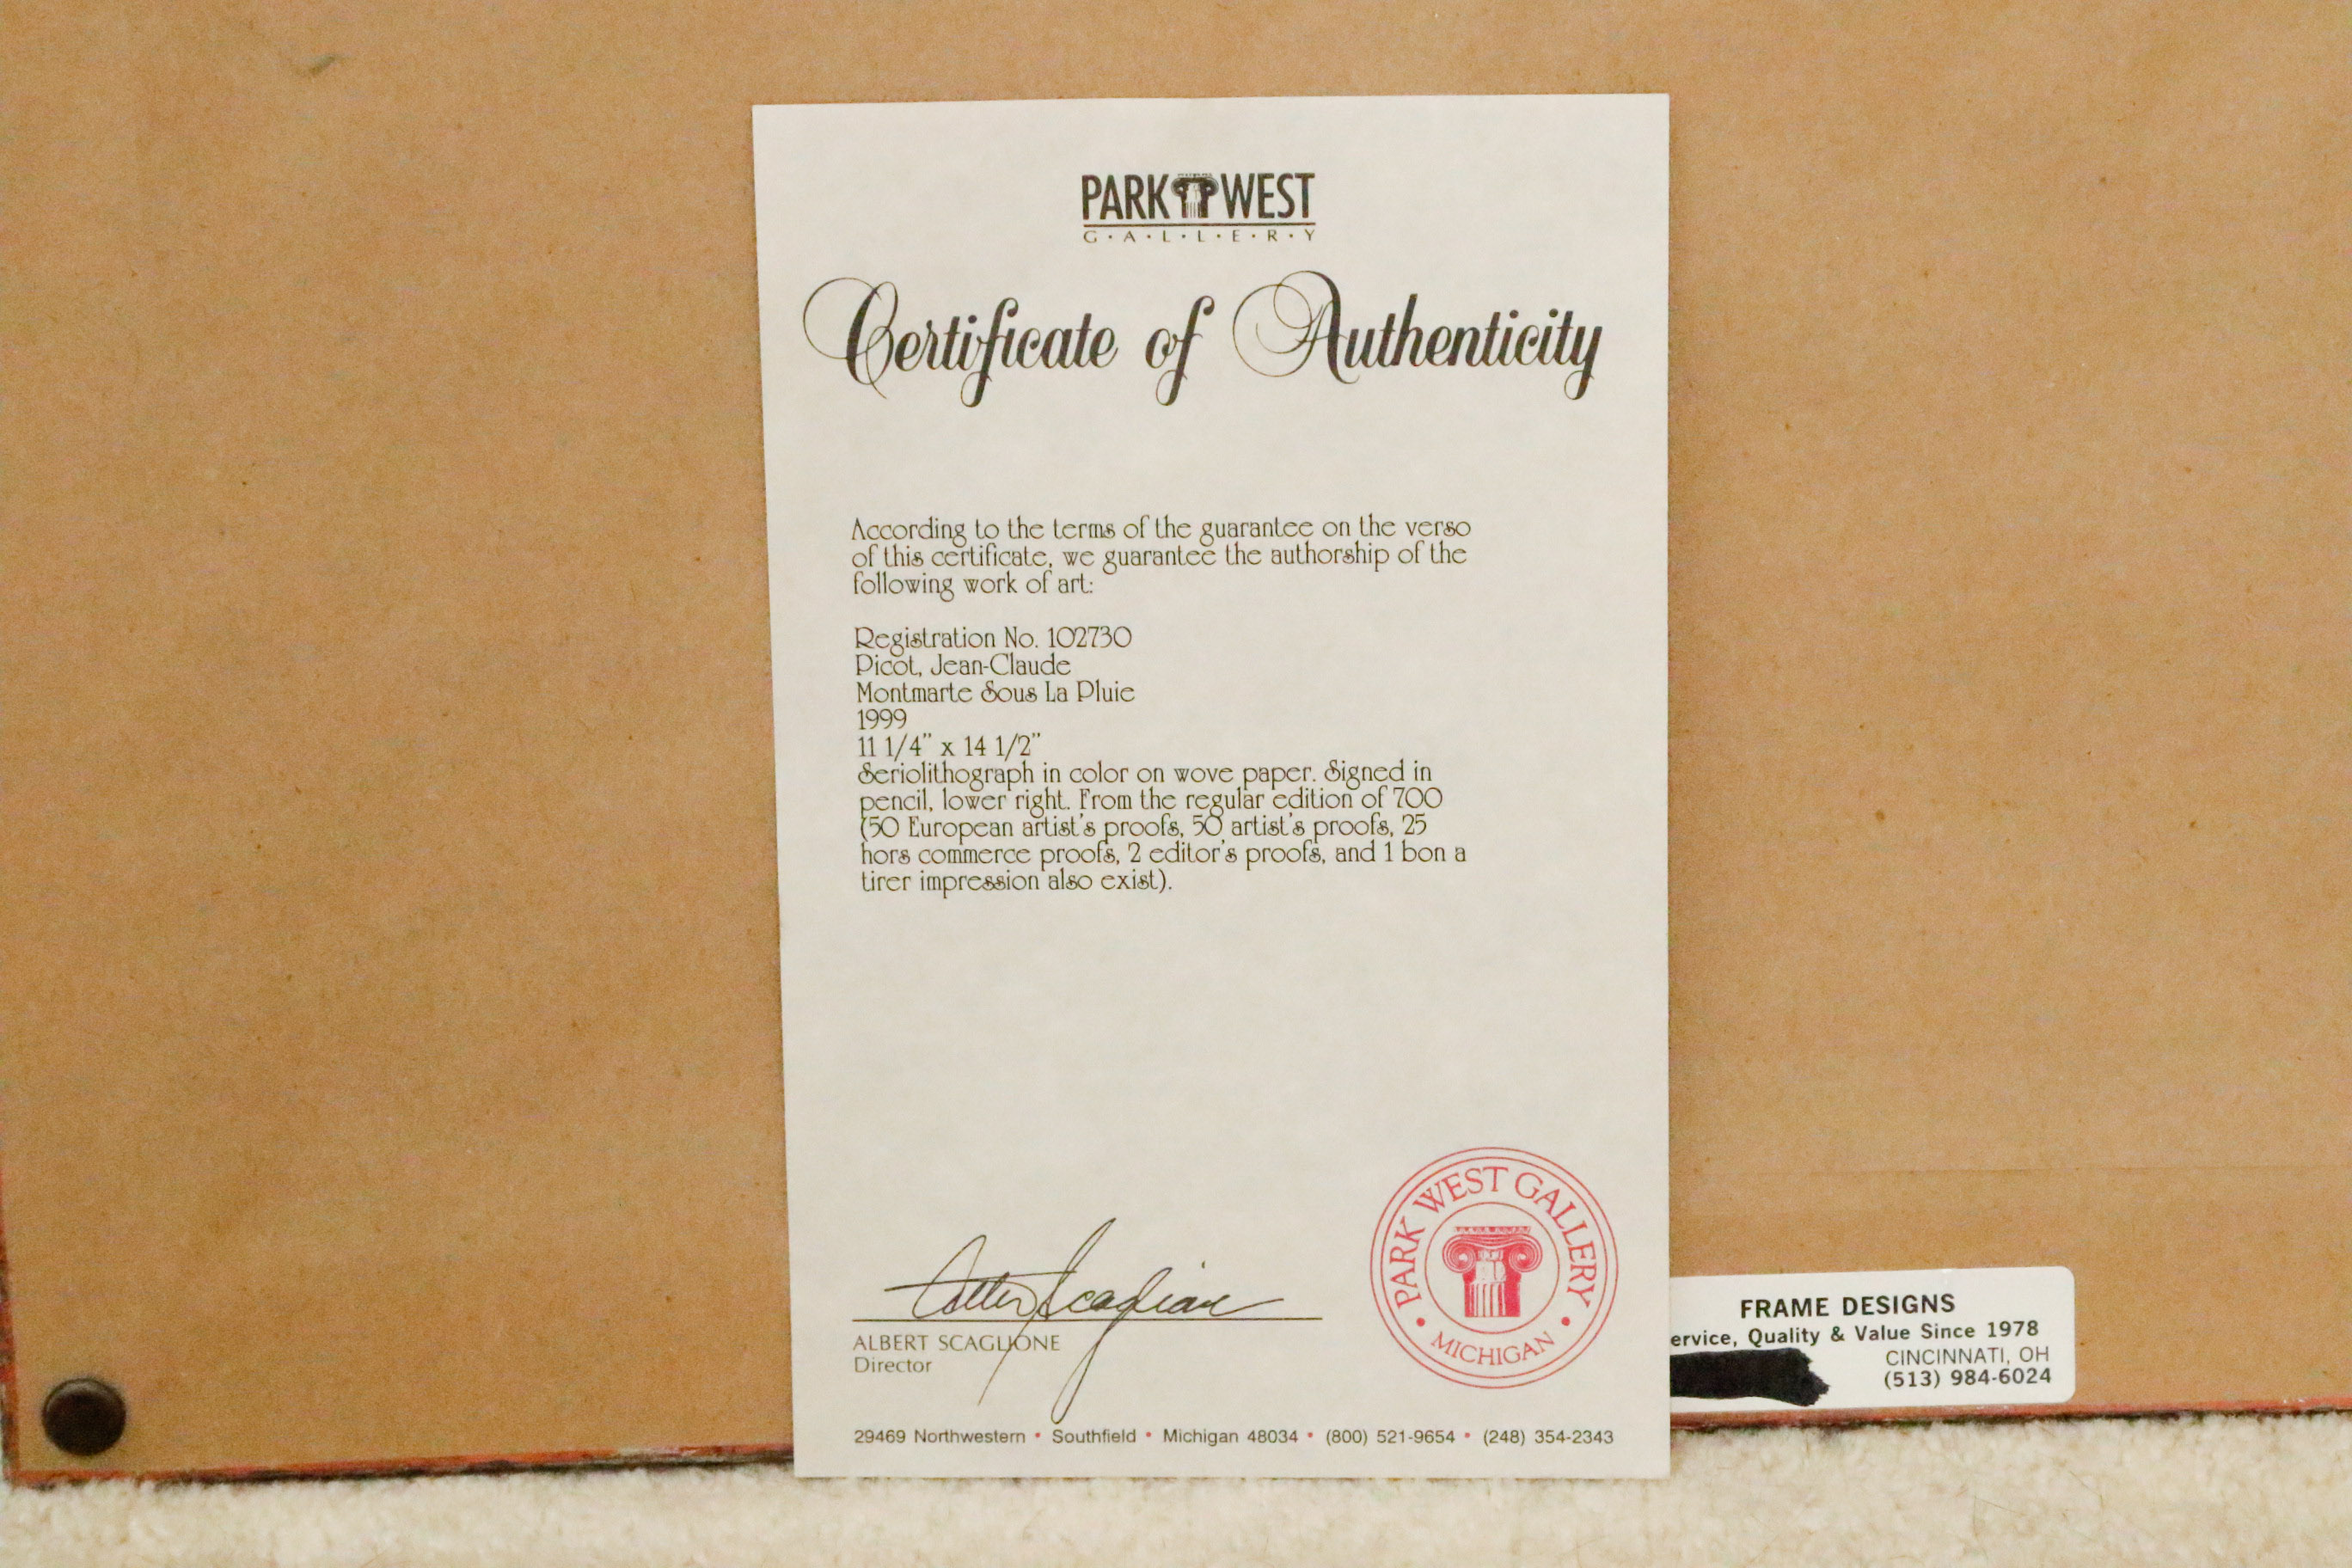 PARK WEST
G·A·L·L·E·R·Y
Certificate of Authenticity
According to the terms of the guarantee on the verso
of this certificate, we guarantee the authorship of the
following work of art:
Registration No. 102730
Picot, Jean-Claude
Montmarte Sous La Pluie
1999
11 1/4" x 14 1/2"
Seriolithograph in color on wove paper. Signed in
pencil, lower right. From the regular edition of 700
(50 European artist's proofs, 50 artist's proofs, 25
hors commerce proofs, 2 editor's proofs, and 1 bon a
tirer impression also exist).
Albert Scaglione
ALBERT SCAGLIONE
Director
PARK WEST GALLERY
• MICHIGAN •
29469 Northwestern • Southfield • Michigan 48034 • (800) 521-9654 • (248) 354-2343
FRAME DESIGNS
ervice, Quality & Value Since 1978
CINCINNATI, OH
(513) 984-6024